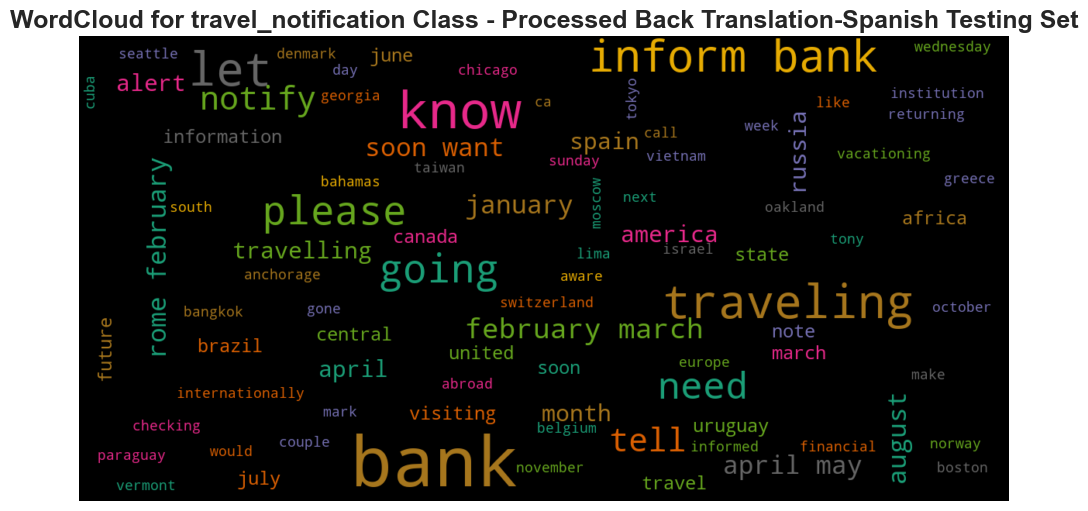 WordCloud for travel_notification Class - Processed Back Translation-Spanish Testing Set
seattle
denmark
june
inform bank
wednesday
let
day
chicago
cuba
alert
notify
georgia
know
ca
tokyo
like
institution
returning
information
soon want
spain
call
week
russia
vacationing
taiwan
sunday
vietnam
bahamas
greece
rome february
south
please
january
moscow
next
oakland
africa
travelling
canada
america
israel
state
tony
lima
anchorage
going
aware
switzerland
traveling
october
bangkok
gone
future
brazil
central
february march
note
united
march
april
soon
europe
abroad
need
make
internationally
mark
visiting
month
checking
belgium
uruguay
august
couple
tell
informed
financial
norway
paraguay
would
bank
november
april may
boston
vermont
july
travel